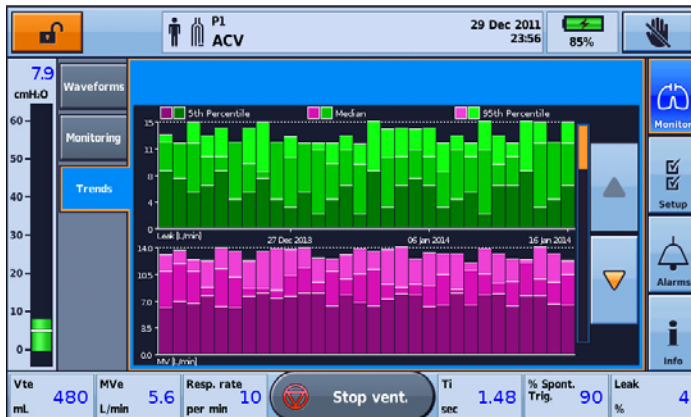 P1
ACV
29 Dec 2011
23:56
85%
7.9
cmH₂O
60
50
40
30
20
10
0
Waveforms
Monitoring
Trends
5th Percentile
Median
95th Percentile
15
11
8
4
0
Leak [L/min]
27 Dec 2013
06 Jan 2014
16 Jan 2014
14.0
10.5
7.0
3.5
0.0
MV [L/min]
Monitor
Setup
Alarms
Info
Vte
mL
480
MVe
L/min
5.6
Resp. rate
per min
10
Stop vent.
Ti
sec
1.48
% Spont.
Trig.
90
Leak
%
4